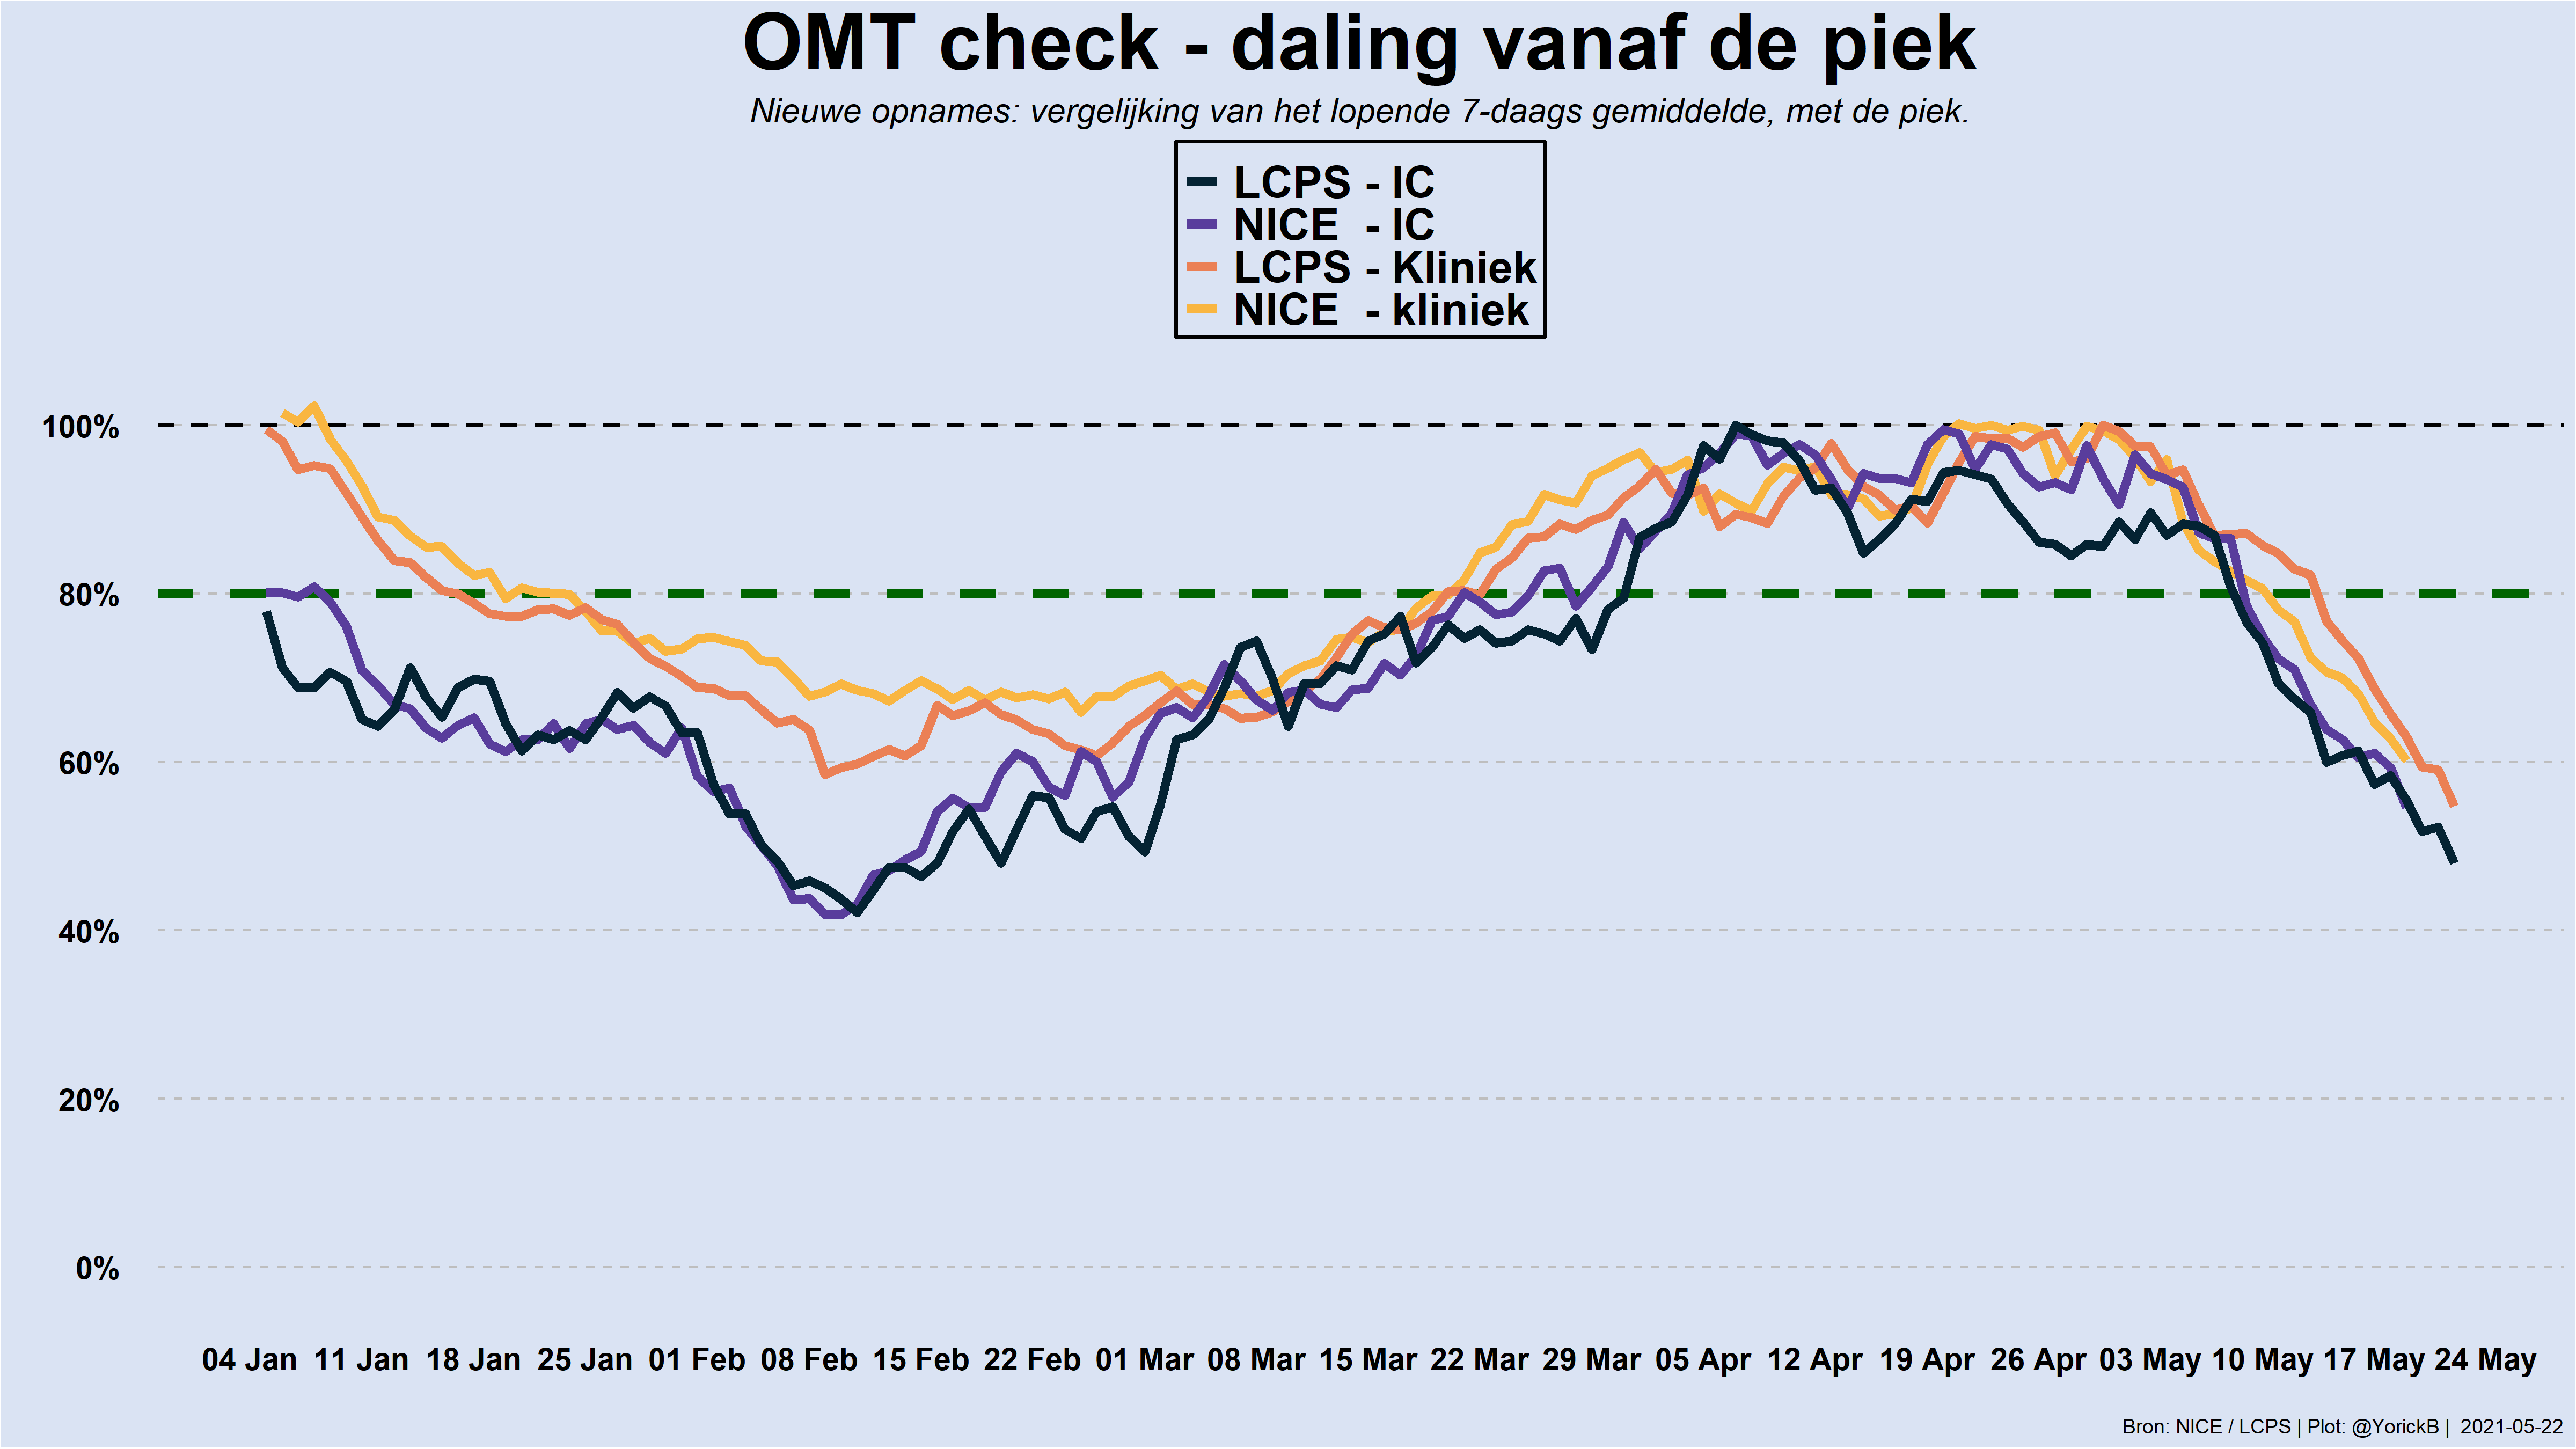 OMT check - daling vanaf de piek
Nieuwe opnames: vergelijking van het lopende 7-daags gemiddelde, met de piek.
LCPS - IC
NICE - IC
LCPS - Kliniek
NICE - kliniek
100%
80%
60%
40%
20%
0%
04 Jan 11 Jan 18 Jan 25 Jan 01 Feb 08 Feb 15 Feb 22 Feb 01 Mar 08 Mar 15 Mar 22 Mar 29 Mar 05 Apr 12 Apr 19 Apr 26 Apr 03 May 10 May 17 May 24 May
Bron: NICE / LCPS | Plot: @YorickB | 2021-05-22